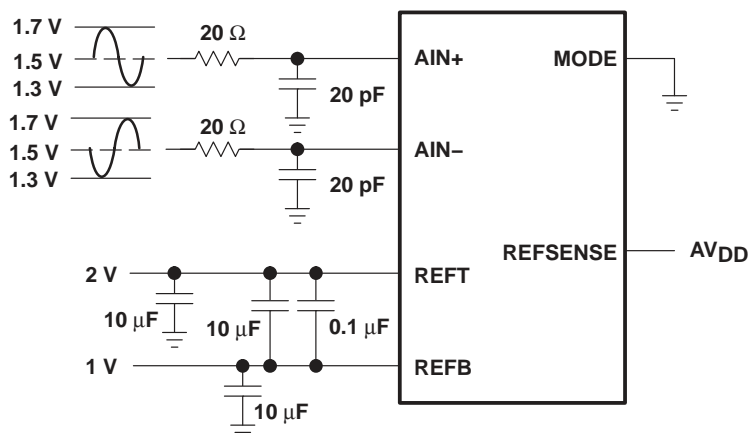 1.7 V
20 Ω
1.5 V
AIN+
MODE
1.3 V
20 pF
1.7 V
20 Ω
1.5 V
AIN−
1.3 V
20 pF
REFSENSE
AVDD
2 V
REFT
10 µF
10 µF
0.1 µF
1 V
REFB
10 µF